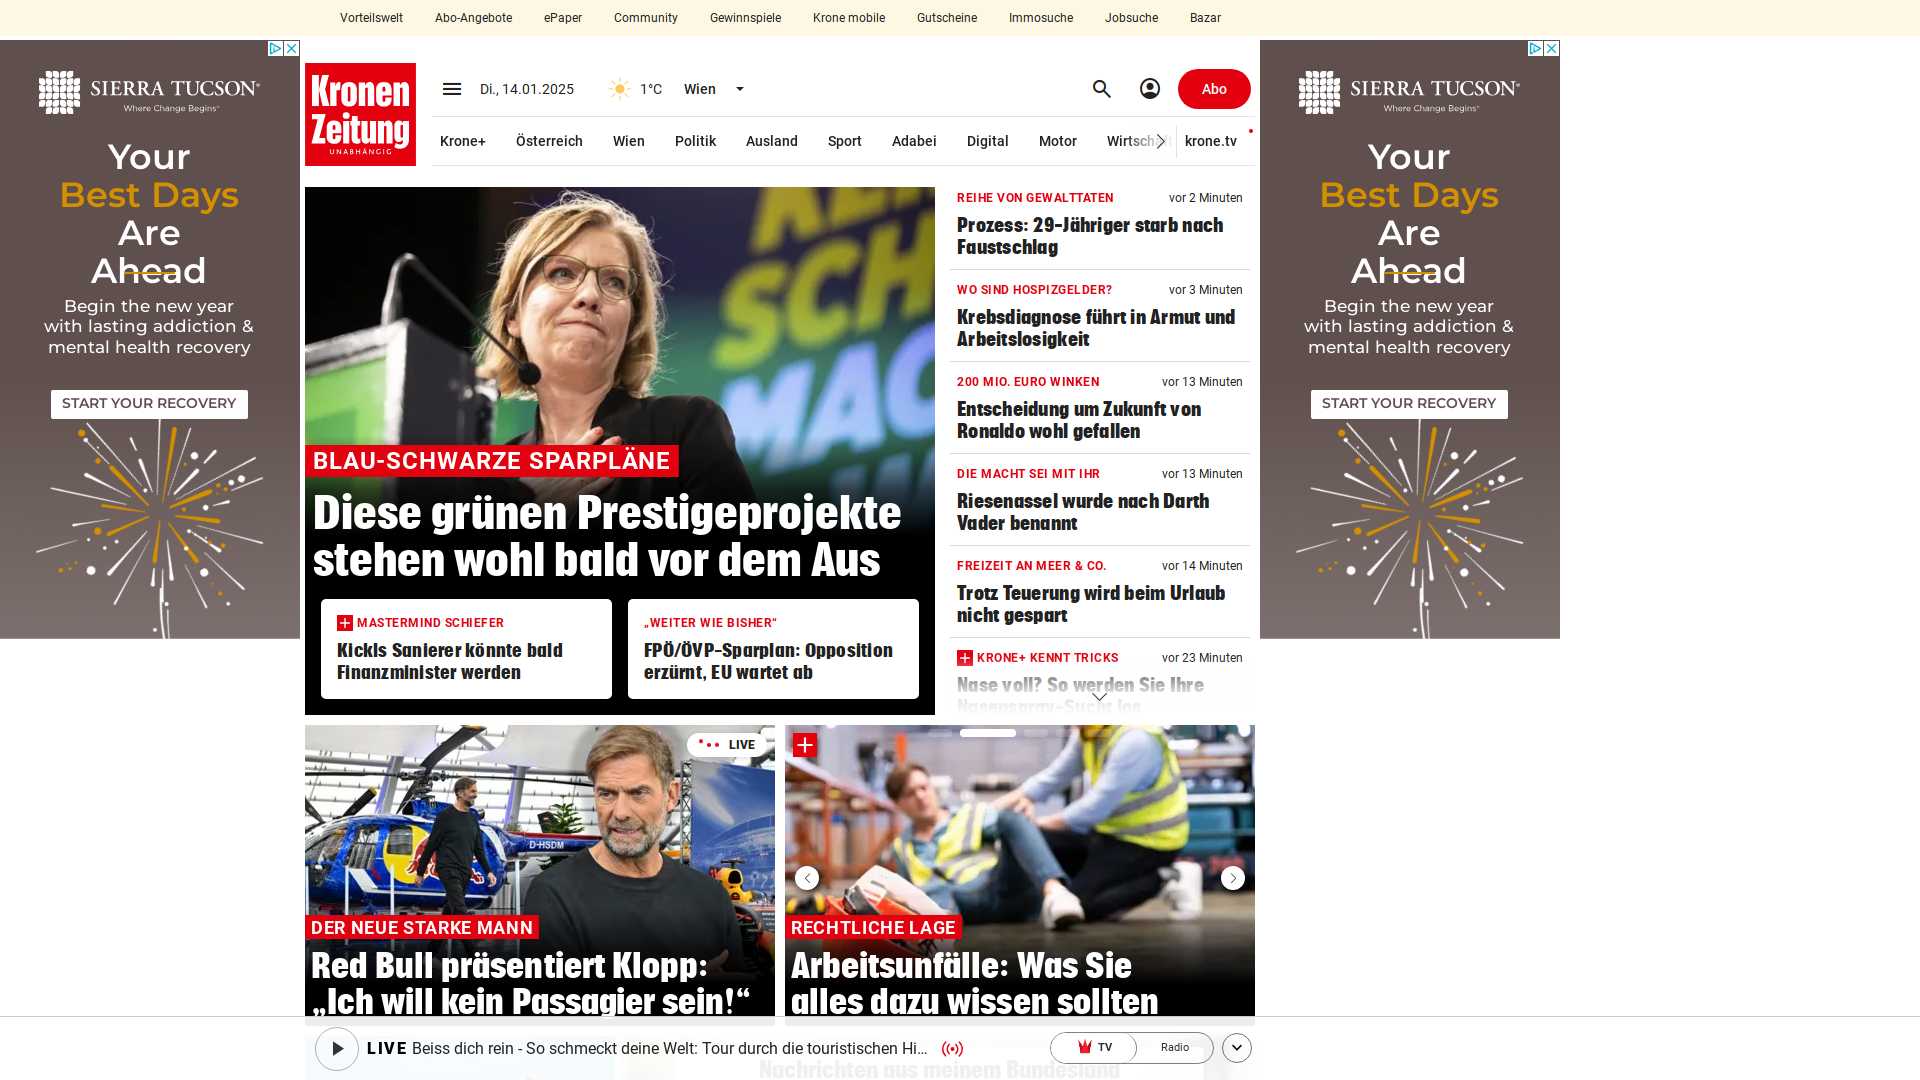 Vorteilswelt Abo-Angebote ePaper Community Gewinnspiele Krone mobile Gutscheine Immosuche Jobsuche Bazar
SIERRA TUCSON®
Where Change Begins℠
Your
Best Days
Are
Ahead
Begin the new year
with lasting addiction &
mental health recovery
START YOUR RECOVERY
Kronen
Zeitung
UNABHÄNGIG
Di., 14.01.2025 1°C Wien Abo
Krone+ Österreich Wien Politik Ausland Sport Adabei Digital Motor Wirtschaft krone.tv
KLI
SCH
MAC
BLAU-SCHWARZE SPARPLÄNE
Diese grünen Prestigeprojekte
stehen wohl bald vor dem Aus
MASTERMIND SCHIEFER
Kickls Sanierer könnte bald
Finanzminister werden
„WEITER WIE BISHER“
FPÖ/ÖVP-Sparplan: Opposition
erzürnt, EU wartet ab
REIHE VON GEWALTTATEN vor 2 Minuten
Prozess: 29-Jähriger starb nach
Faustschlag
WO SIND HOSPIZGELDER? vor 3 Minuten
Krebsdiagnose führt in Armut und
Arbeitslosigkeit
200 MIO. EURO WINKEN vor 13 Minuten
Entscheidung um Zukunft von
Ronaldo wohl gefallen
DIE MACHT SEI MIT IHR vor 13 Minuten
Riesenassel wurde nach Darth
Vader benannt
FREIZEIT AN MEER & CO. vor 14 Minuten
Trotz Teuerung wird beim Urlaub
nicht gespart
KRONE+ KENNT TRICKS vor 23 Minuten
Nase voll? So werden Sie Ihre
Nasenspray-Sucht los
SIERRA TUCSON®
Where Change Begins℠
Your
Best Days
Are
Ahead
Begin the new year
with lasting addiction &
mental health recovery
START YOUR RECOVERY
LIVE
D-HSDM
Red Bull
DER NEUE STARKE MANN
Red Bull präsentiert Klopp:
„Ich will kein Passagier sein!“
RECHTLICHE LAGE
Arbeitsunfälle: Was Sie
alles dazu wissen sollten
LIVE Beiss dich rein - So schmeckt deine Welt: Tour durch die touristischen Hi... TV Radio
Nachrichten aus meinem Bundesland